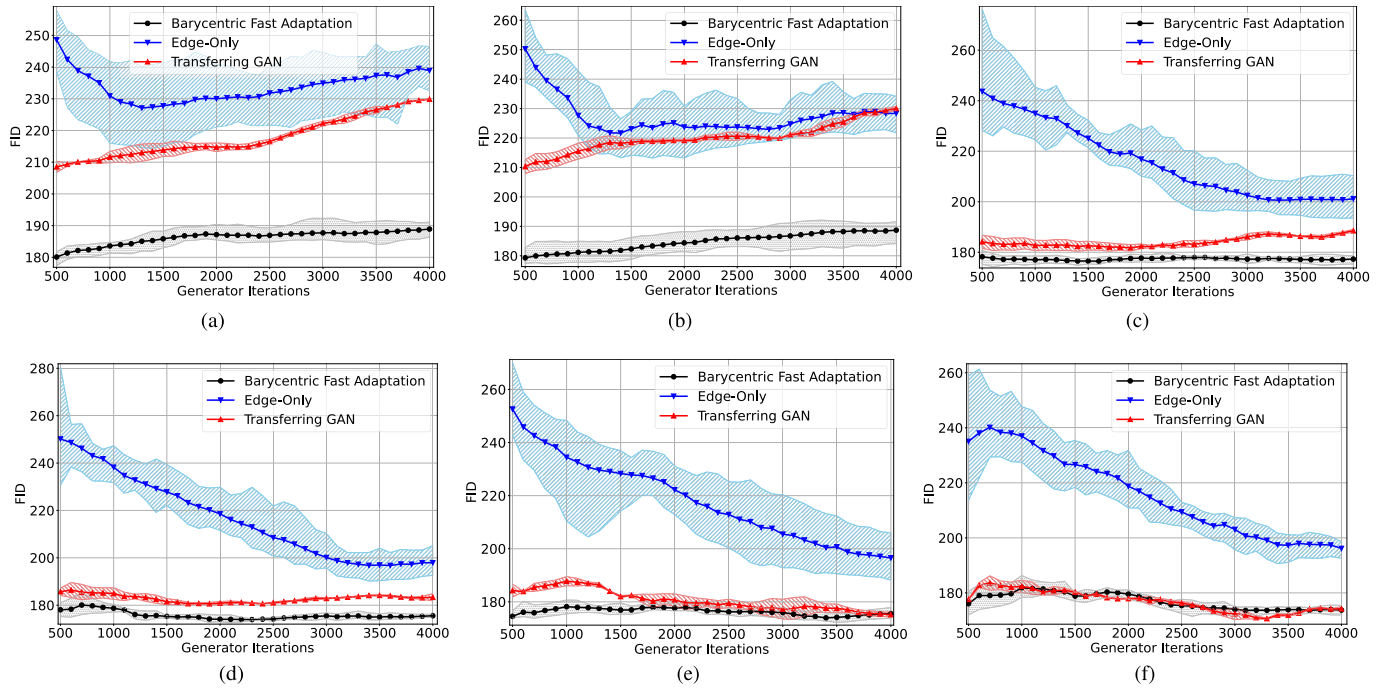 Barycentric Fast Adaptation
Edge-Only
Transferring GAN
FID
250
240
230
220
210
200
190
180
500 1000 1500 2000 2500 3000 3500 4000
Generator Iterations
(a)
Barycentric Fast Adaptation
Edge-Only
Transferring GAN
FID
260
250
240
230
220
210
200
190
180
500 1000 1500 2000 2500 3000 3500 4000
Generator Iterations
(b)
Barycentric Fast Adaptation
Edge-Only
Transferring GAN
FID
260
240
220
200
180
500 1000 1500 2000 2500 3000 3500 4000
Generator Iterations
(c)
Barycentric Fast Adaptation
Edge-Only
Transferring GAN
FID
280
260
240
220
200
180
500 1000 1500 2000 2500 3000 3500 4000
Generator Iterations
(d)
Barycentric Fast Adaptation
Edge-Only
Transferring GAN
FID
260
240
220
200
180
500 1000 1500 2000 2500 3000 3500 4000
Generator Iterations
(e)
Barycentric Fast Adaptation
Edge-Only
Transferring GAN
FID
260
240
220
200
180
500 1000 1500 2000 2500 3000 3500 4000
Generator Iterations
(f)